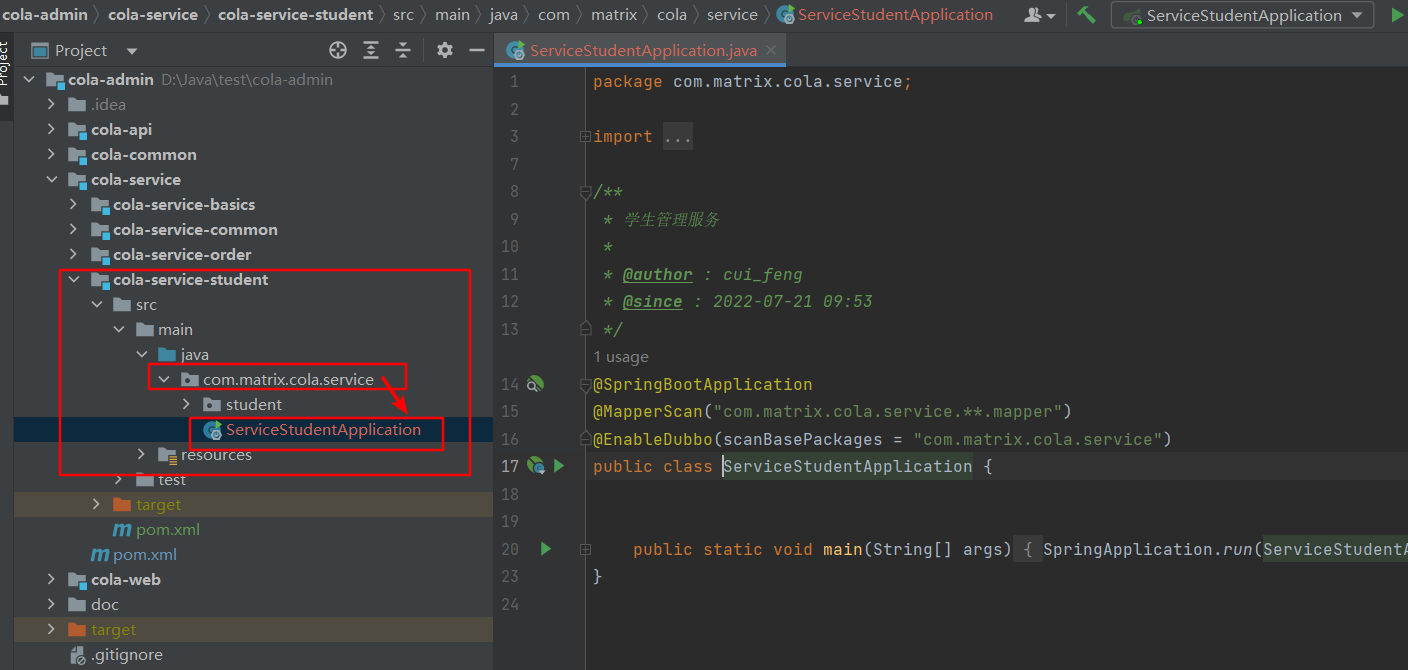 cola-admin cola-service cola-service-student src main java com matrix cola service ServiceStudentApplication ServiceStudentApplication
Project
Project
cola-admin D:\Java\test\cola-admin
.idea
cola-api
cola-common
cola-service
cola-service-basics
cola-service-common
cola-service-order
cola-service-student
src
main
java
com.matrix.cola.service
student
ServiceStudentApplication
resources
test
target
pom.xml
pom.xml
cola-web
doc
target
.gitignore
ServiceStudentApplication.java
1 package com.matrix.cola.service;
2
3 import ...
7
8 /**
9 * 学生管理服务
10 *
11 * @author : cui_feng
12 * @since : 2022-07-21 09:53
13 */
1 usage
14 @SpringBootApplication
15 @MapperScan("com.matrix.cola.service.**.mapper")
16 @EnableDubbo(scanBasePackages = "com.matrix.cola.service")
17 public class ServiceStudentApplication {
18
19
20 public static void main(String[] args) { SpringApplication.run(ServiceStudentA
23 }
24